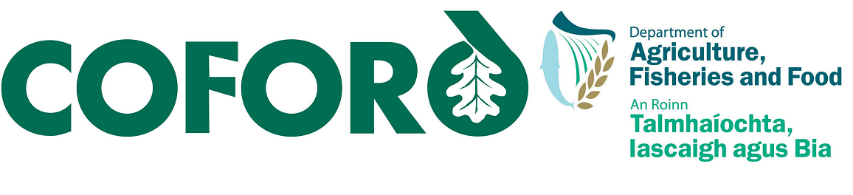 COFORD
Department of
Agriculture,
Fisheries and Food
An Roinn
Talmhaíochta,
Iascaigh agus Bia